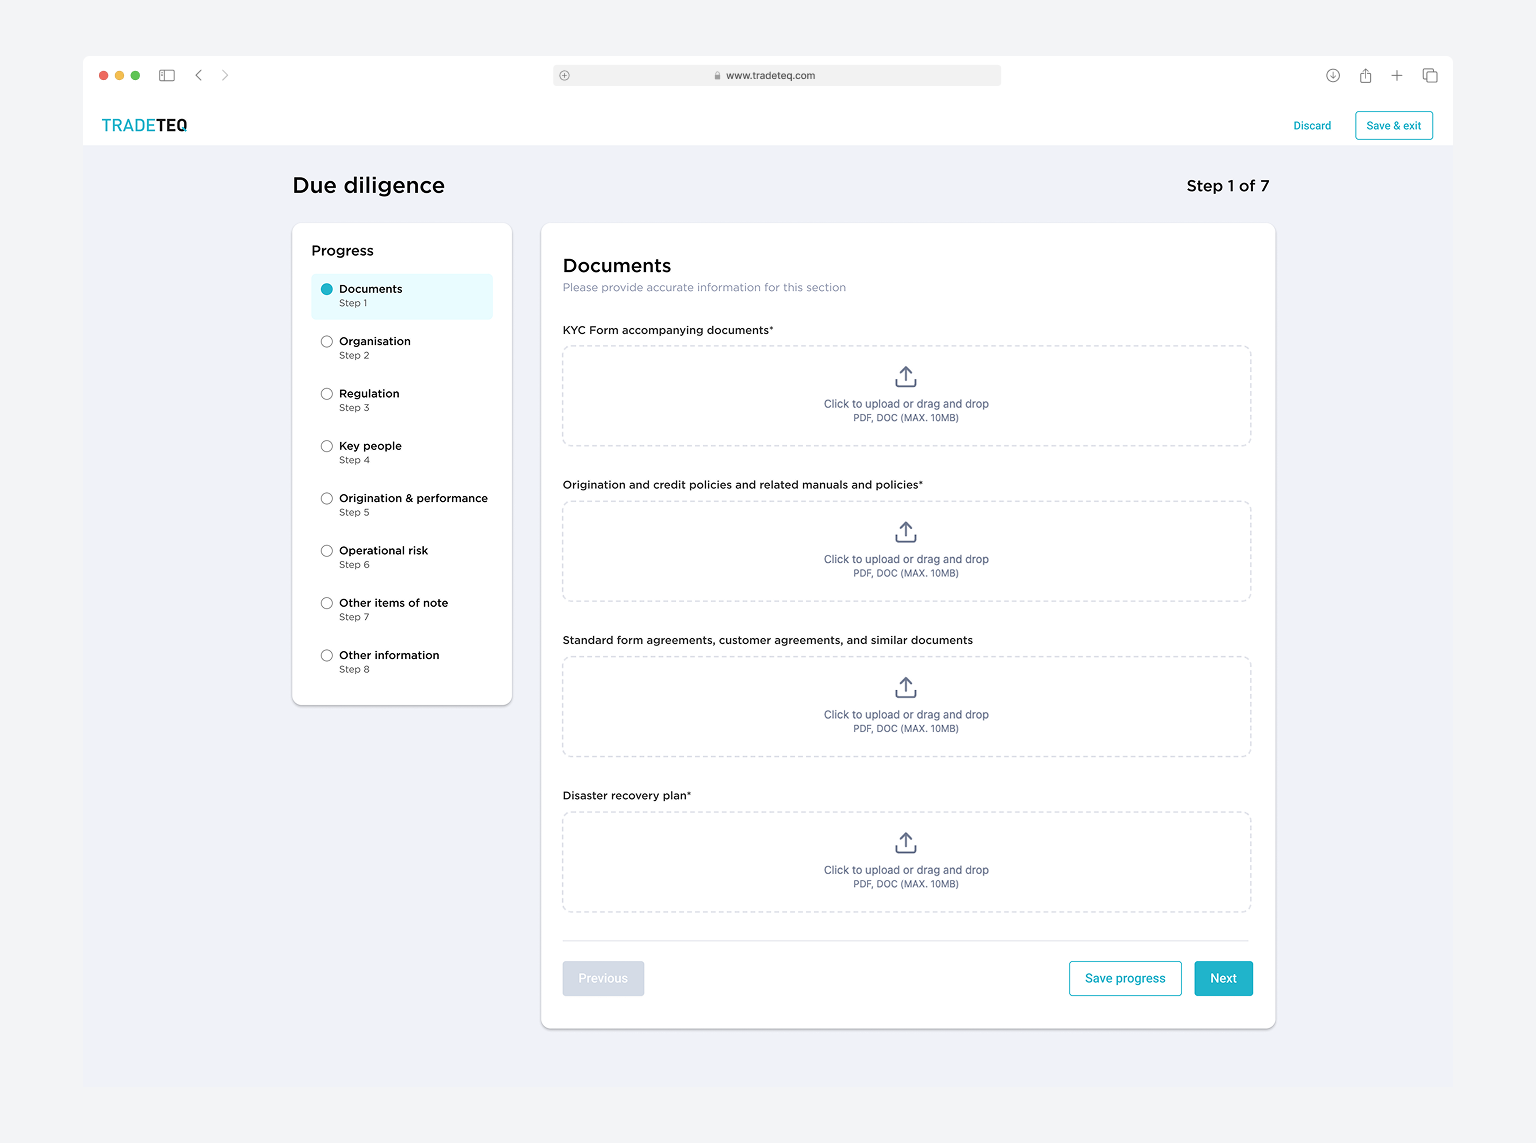 www.tradeteq.com
TRADETEQ
Discard
Save & exit
Due diligence
Step 1 of 7
Progress
Documents
Step 1
Organisation
Step 2
Regulation
Step 3
Key people
Step 4
Origination & performance
Step 5
Operational risk
Step 6
Other items of note
Step 7
Other information
Step 8
Documents
Please provide accurate information for this section
KYC Form accompanying documents*
Click to upload or drag and drop
PDF, DOC (MAX. 10MB)
Origination and credit policies and related manuals and policies*
Click to upload or drag and drop
PDF, DOC (MAX. 10MB)
Standard form agreements, customer agreements, and similar documents
Click to upload or drag and drop
PDF, DOC (MAX. 10MB)
Disaster recovery plan*
Click to upload or drag and drop
PDF, DOC (MAX. 10MB)
Previous
Save progress
Next